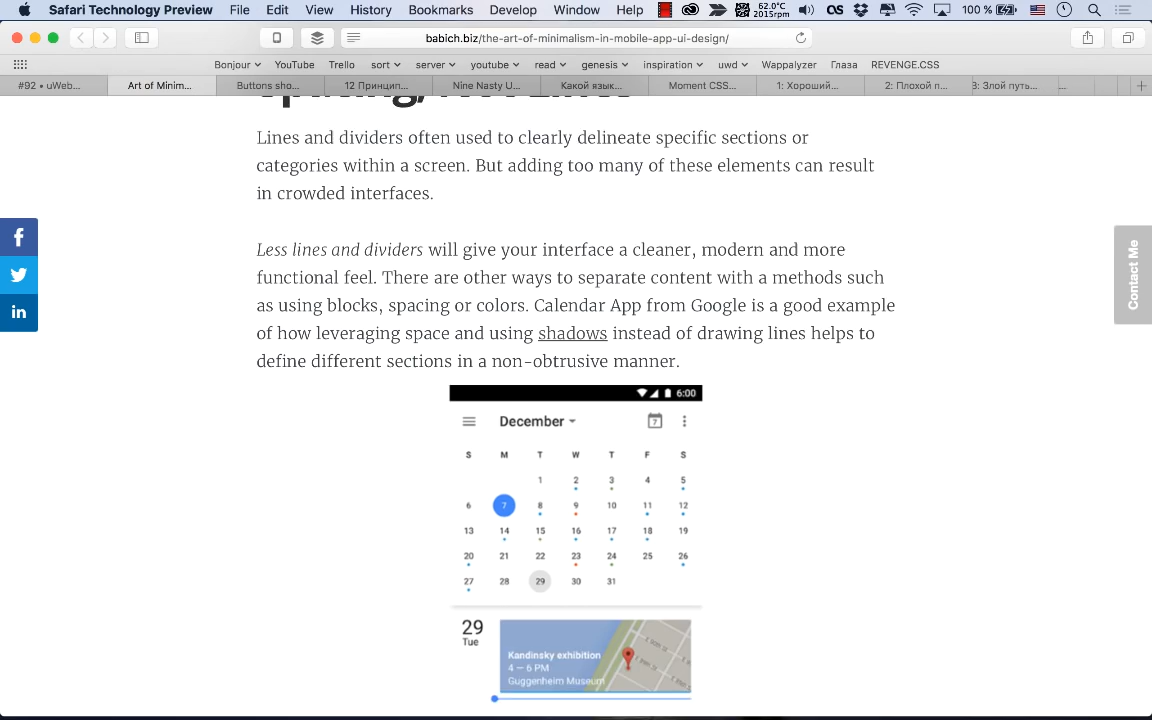 Safari Technology Preview File Edit View History Bookmarks Develop Window Help 62.0°C 2015rpm 100 %
babich.biz/the-art-of-minimalism-in-mobile-app-ui-design/
Bonjour YouTube Trello sort server youtube read genesis inspiration uwd Wappalyzer Глаза REVENGE.CSS
#92 • uWeb... Art of Minim... Buttons sho... 12 Принцип... Nine Nasty U... Какой язык... Moment CSS... 1: Хороший... 2: Плохой п... 3: Злой путь... ...
Lines and dividers often used to clearly delineate specific sections or
categories within a screen. But adding too many of these elements can result
in crowded interfaces.
Less lines and dividers will give your interface a cleaner, modern and more
functional feel. There are other ways to separate content with a methods such
as using blocks, spacing or colors. Calendar App from Google is a good example
of how leveraging space and using shadows instead of drawing lines helps to
define different sections in a non-obtrusive manner.
Contact Me
6:00
December 7
S M T W T F S
1 2 3 4 5
6 7 8 9 10 11 12
13 14 15 16 17 18 19
20 21 22 23 24 25 26
27 28 29 30 31
29
Tue
Kandinsky exhibition
4 – 6 PM
Guggenheim Museum